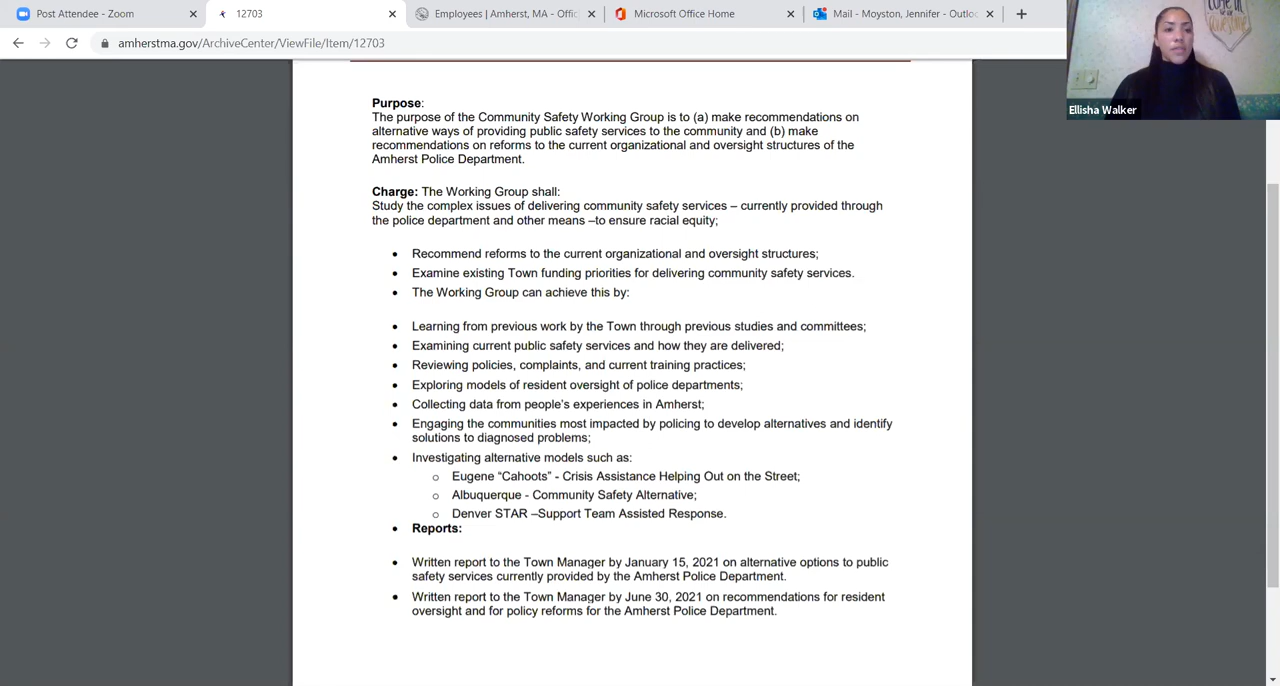 Post Attendee - Zoom
12703
Employees | Amherst, MA - Offic
Microsoft Office Home
Mail - Moyston, Jennifer - Outloo
amherstma.gov/ArchiveCenter/ViewFile/Item/12703
Ellisha Walker
Purpose:
The purpose of the Community Safety Working Group is to (a) make recommendations on
alternative ways of providing public safety services to the community and (b) make
recommendations on reforms to the current organizational and oversight structures of the
Amherst Police Department.
Charge: The Working Group shall:
Study the complex issues of delivering community safety services – currently provided through
the police department and other means –to ensure racial equity;
• Recommend reforms to the current organizational and oversight structures;
• Examine existing Town funding priorities for delivering community safety services.
• The Working Group can achieve this by:
• Learning from previous work by the Town through previous studies and committees;
• Examining current public safety services and how they are delivered;
• Reviewing policies, complaints, and current training practices;
• Exploring models of resident oversight of police departments;
• Collecting data from people's experiences in Amherst;
• Engaging the communities most impacted by policing to develop alternatives and identify
solutions to diagnosed problems;
• Investigating alternative models such as:
o Eugene “Cahoots” - Crisis Assistance Helping Out on the Street;
o Albuquerque - Community Safety Alternative;
o Denver STAR –Support Team Assisted Response.
• Reports:
• Written report to the Town Manager by January 15, 2021 on alternative options to public
safety services currently provided by the Amherst Police Department.
• Written report to the Town Manager by June 30, 2021 on recommendations for resident
oversight and for policy reforms for the Amherst Police Department.